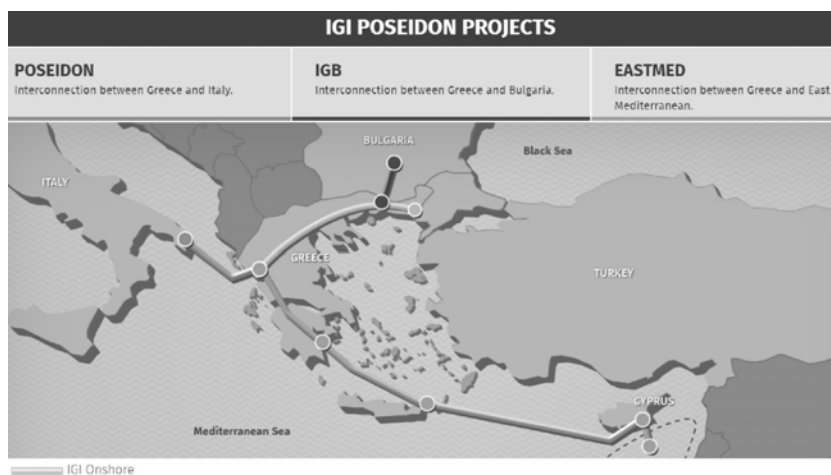 IGI POSEIDON PROJECTS
POSEIDON
Interconnection between Greece and Italy.
IGB
Interconnection between Greece and Bulgaria.
EASTMED
Interconnection between Greece and East
Mediterranean.
BULGARIA
Black Sea
ITALY
GREECE
TURKEY
CYPRUS
Mediterranean Sea
IGI Onshore